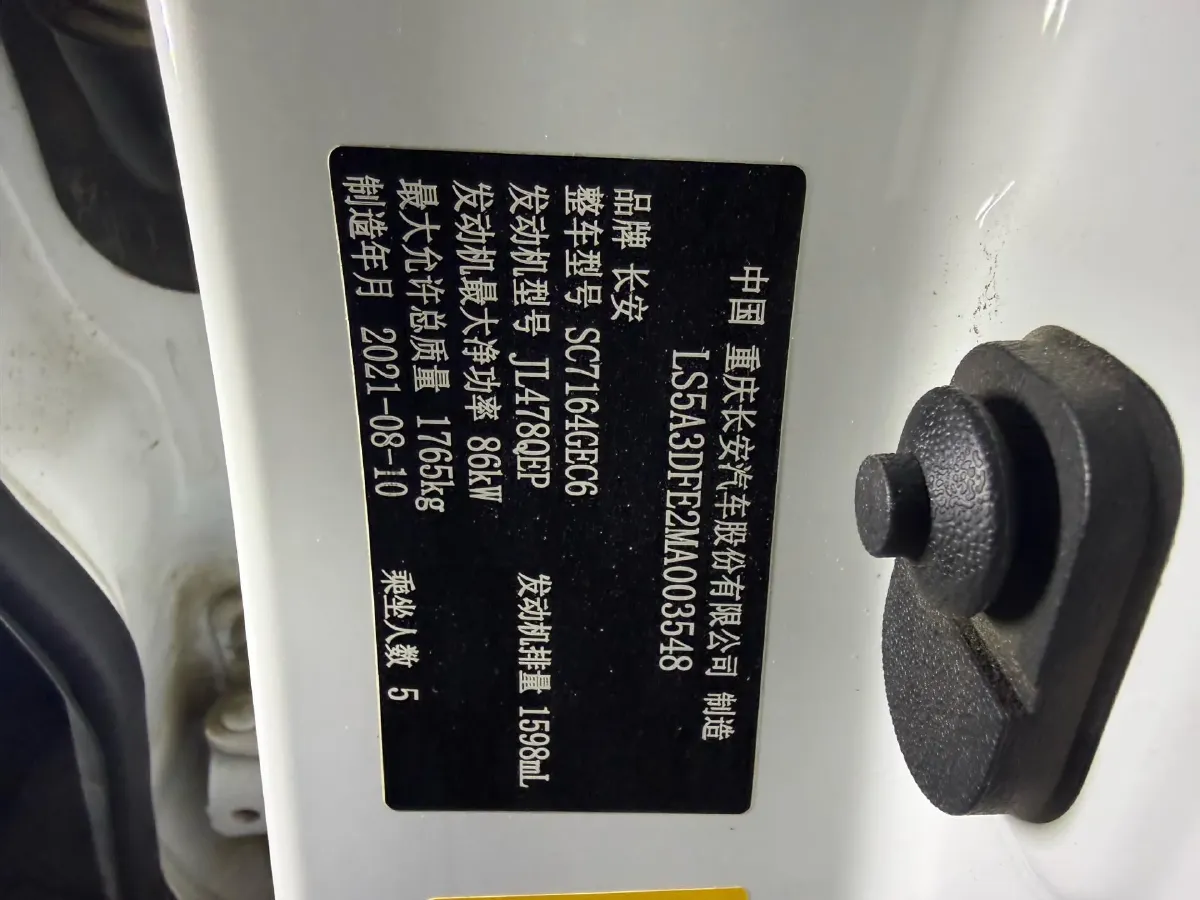 中国 重庆长安汽车股份有限公司 制造
LS5A3DFE2MA003548
品牌 长安
整车型号 SC7164GEC6
发动机型号 JL478QEP 发动机排量 1598mL
发动机最大净功率 86kW
最大允许总质量 1765kg
制造年月 2021-08-10 乘坐人数 5